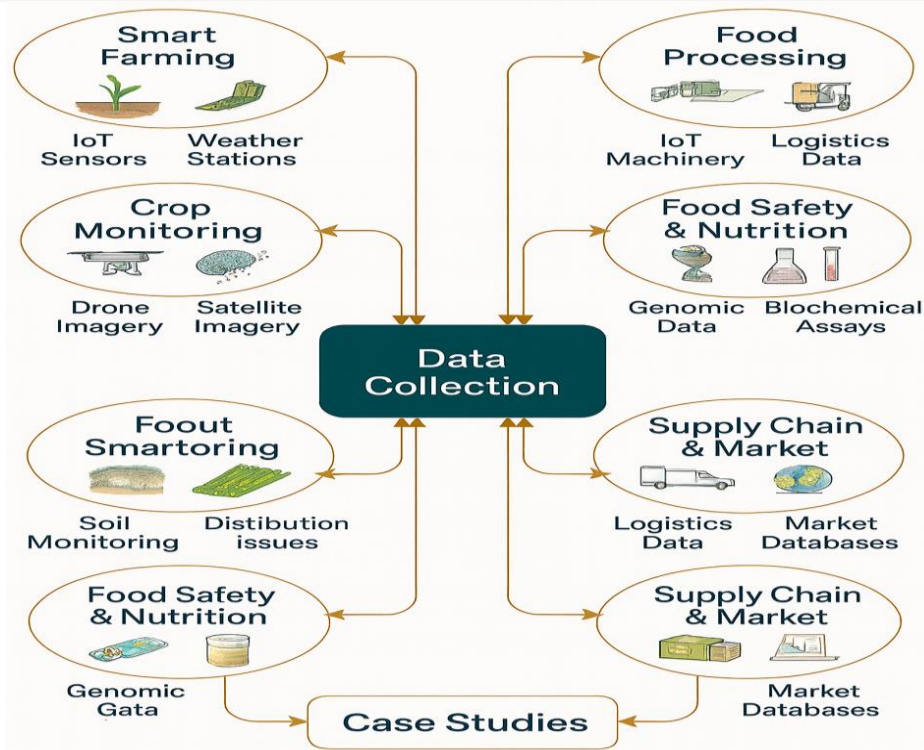 Smart
Farming
IoT
Sensors
Weather
Stations
Food
Processing
IoT
Machinery
Logistics
Data
Crop
Monitoring
Drone
Imagery
Satellite
Imagery
Food Safety
& Nutrition
Genomic
Data
Blochemical
Assays
Data
Collection
Foout
Smartoring
Soil
Monitoring
Distibution
issues
Supply Chain
& Market
Logistics
Data
Market
Databases
Food Safety
& Nutrition
Genomic
Gata
Supply Chain
& Market
Market
Databases
Case Studies